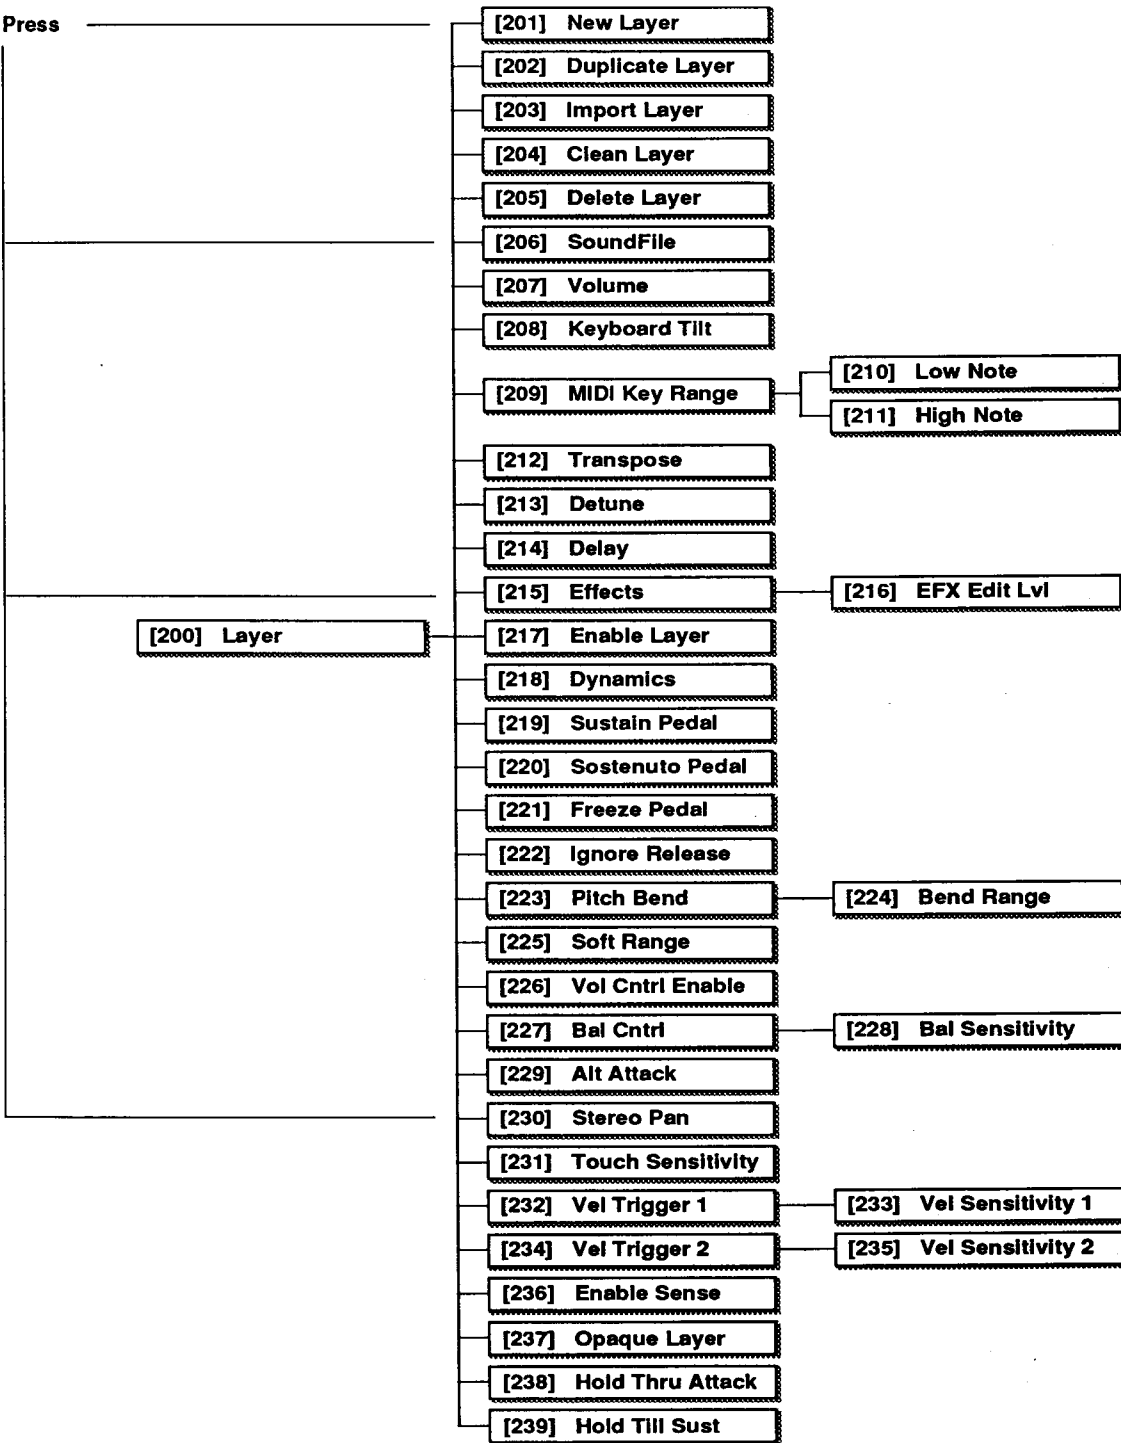 Press
[201] New Layer
[202] Duplicate Layer
[203] Import Layer
[204] Clean Layer
[205] Delete Layer
[206] SoundFile
[207] Volume
[208] Keyboard Tilt
[209] MIDI Key Range
[210] Low Note
[211] High Note
[212] Transpose
[213] Detune
[214] Delay
[215] Effects
[216] EFX Edit Lvl
[200] Layer
[217] Enable Layer
[218] Dynamics
[219] Sustain Pedal
[220] Sostenuto Pedal
[221] Freeze Pedal
[222] Ignore Release
[223] Pitch Bend
[224] Bend Range
[225] Soft Range
[226] Vol Cntrl Enable
[227] Bal Cntrl
[228] Bal Sensitivity
[229] Alt Attack
[230] Stereo Pan
[231] Touch Sensitivity
[232] Vel Trigger 1
[233] Vel Sensitivity 1
[234] Vel Trigger 2
[235] Vel Sensitivity 2
[236] Enable Sense
[237] Opaque Layer
[238] Hold Thru Attack
[239] Hold Till Sust